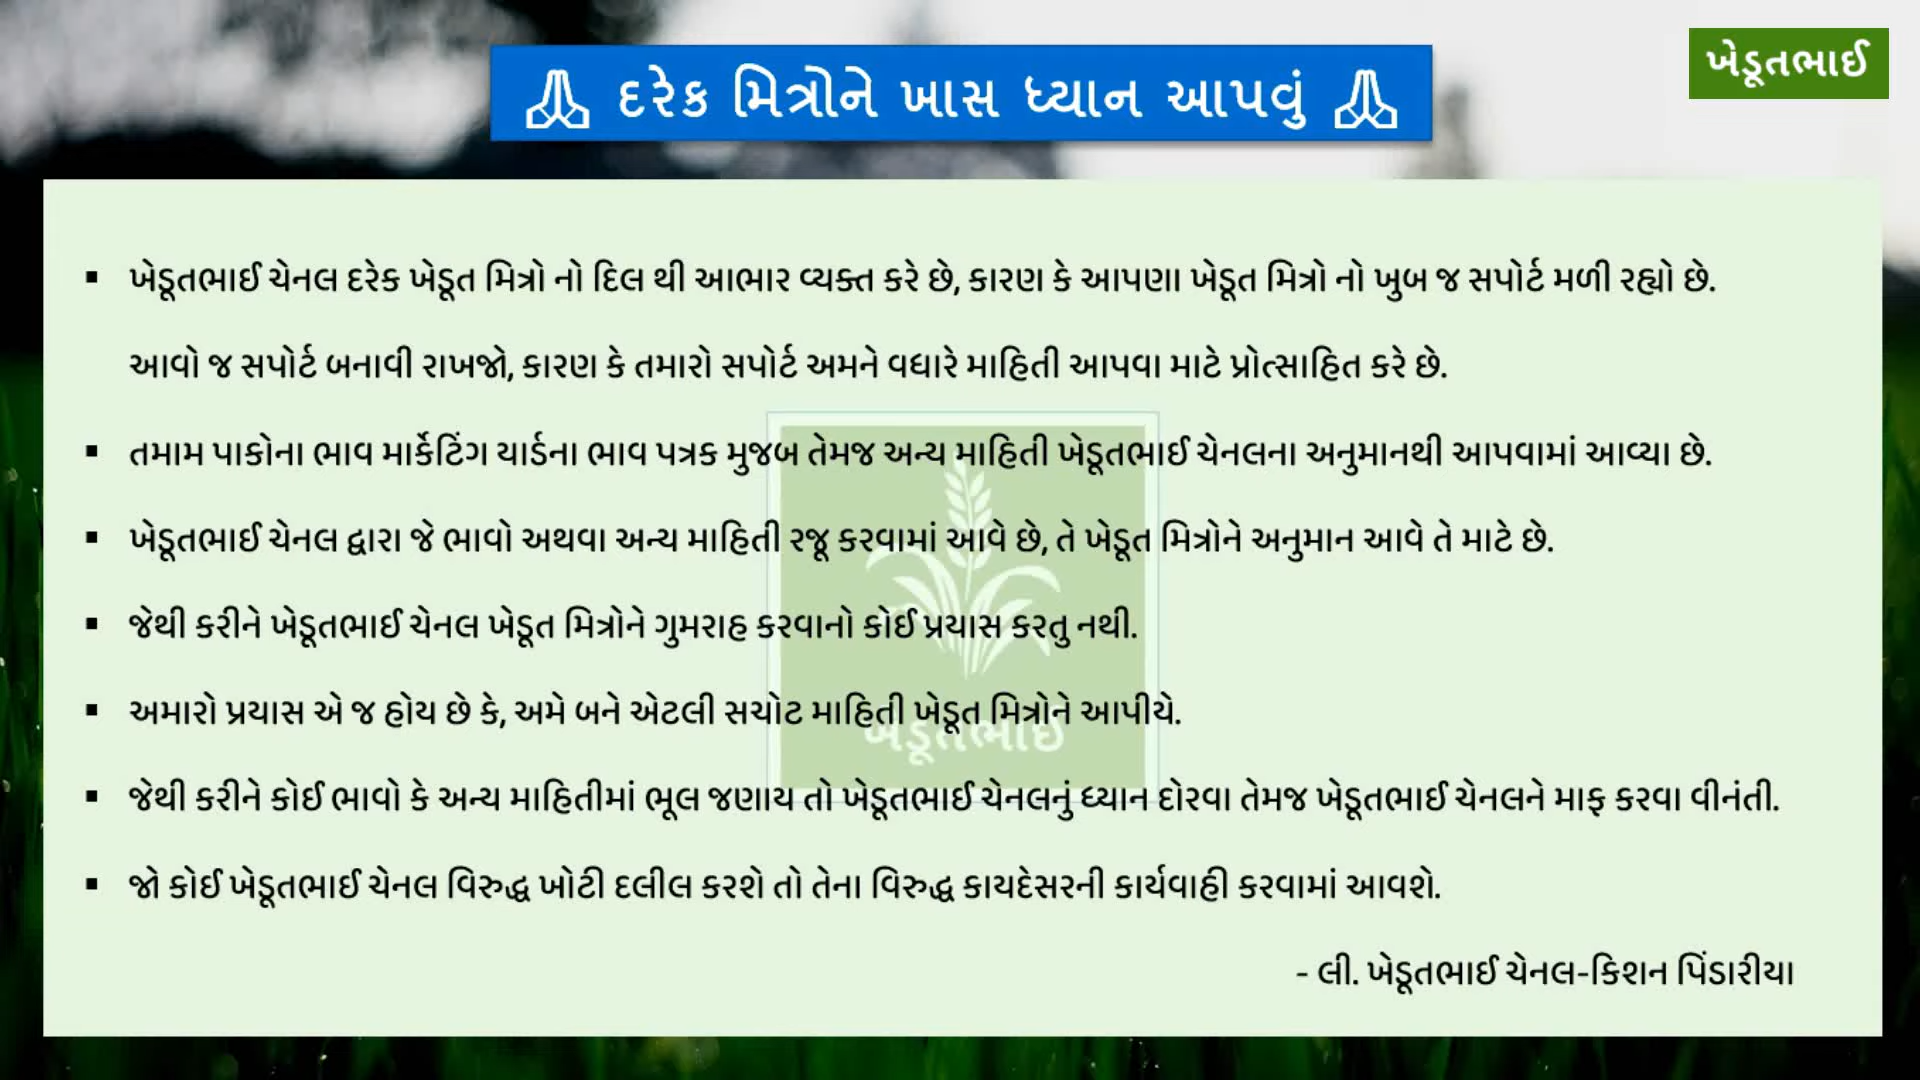 ખેડૂતભાઈ
🙏 દરેક મિત્રોને ખાસ ધ્યાન આપવું 🙏
▪ ખેડૂતભાઈ ચેનલ દરેક ખેડૂત મિત્રો નો દિલ થી આભાર વ્યક્ત કરે છે, કારણ કે આપણા ખેડૂત મિત્રો નો ખુબ જ સપોર્ટ મળી રહ્યો છે.
આવો જ સપોર્ટ બનાવી રાખજો, કારણ કે તમારો સપોર્ટ અમને વધારે માહિતી આપવા માટે પ્રોત્સાહિત કરે છે.
▪ તમામ પાકોના ભાવ માર્કેટિંગ યાર્ડના ભાવ પત્રક મુજબ તેમજ અન્ય માહિતી ખેડૂતભાઈ ચેનલના અનુમાનથી આપવામાં આવ્યા છે.
▪ ખેડૂતભાઈ ચેનલ દ્વારા જે ભાવો અથવા અન્ય માહિતી રજૂ કરવામાં આવે છે, તે ખેડૂત મિત્રોને અનુમાન આવે તે માટે છે.
▪ જેથી કરીને ખેડૂતભાઈ ચેનલ ખેડૂત મિત્રોને ગુમરાહ કરવાનો કોઈ પ્રયાસ કરતુ નથી.
▪ અમારો પ્રયાસ એ જ હોય છે કે, અમે બને એટલી સચોટ માહિતી ખેડૂત મિત્રોને આપીયે.
ખેડૂતભાઈ
▪ જેથી કરીને કોઈ ભાવો કે અન્ય માહિતીમાં ભૂલ જણાય તો ખેડૂતભાઈ ચેનલનું ધ્યાન દોરવા તેમજ ખેડૂતભાઈ ચેનલને માફ કરવા વીનંતી.
▪ જો કોઈ ખેડૂતભાઈ ચેનલ વિરુદ્ધ ખોટી દલીલ કરશે તો તેના વિરુદ્ધ કાયદેસરની કાર્યવાહી કરવામાં આવશે.
- લી. ખેડૂતભાઈ ચેનલ-કિશન પિંડારીયા